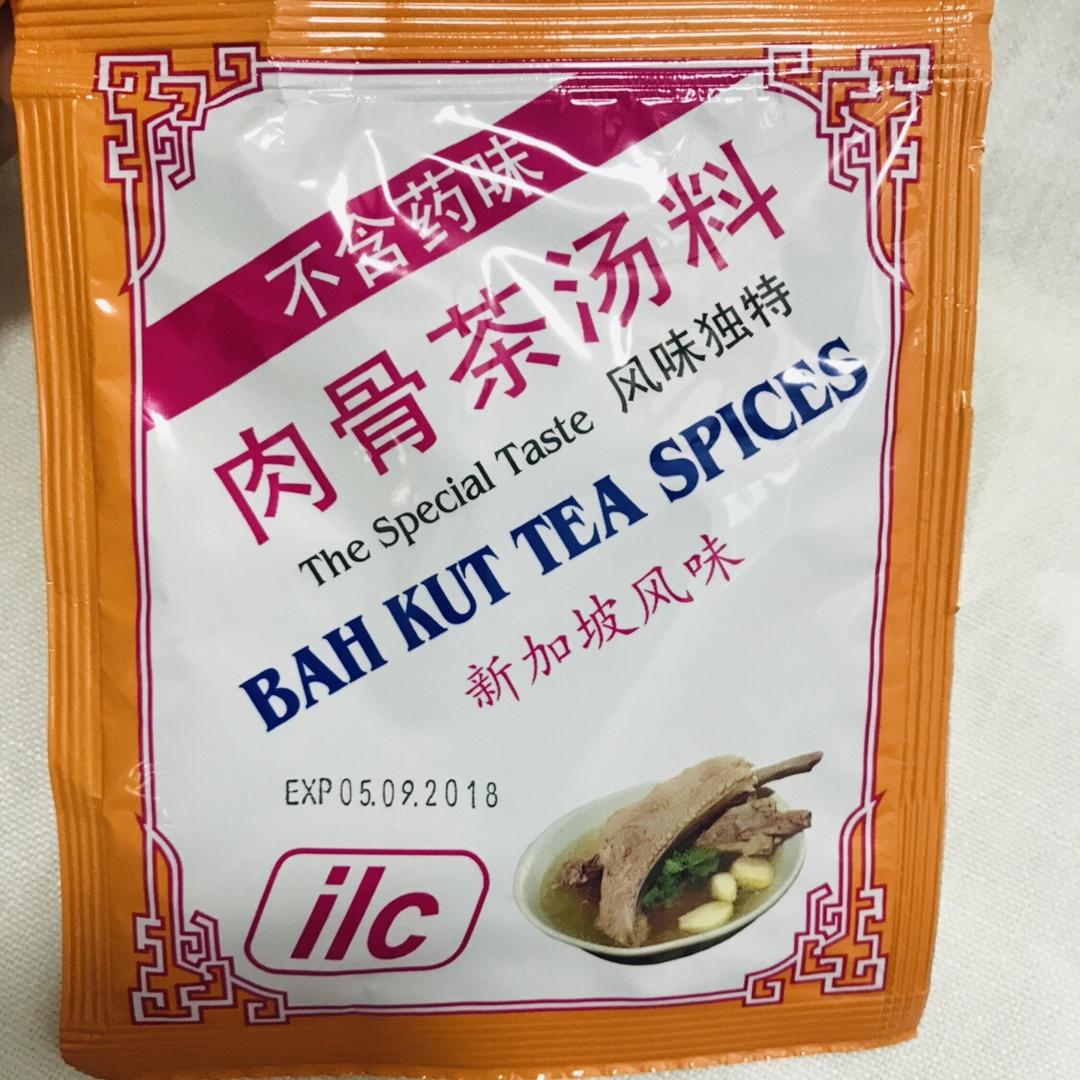 不含药味
肉骨茶汤料
The Special Taste 风味独特
BAH KUT TEA SPICES
新加坡风味
EXP 05.09.2018
ilc